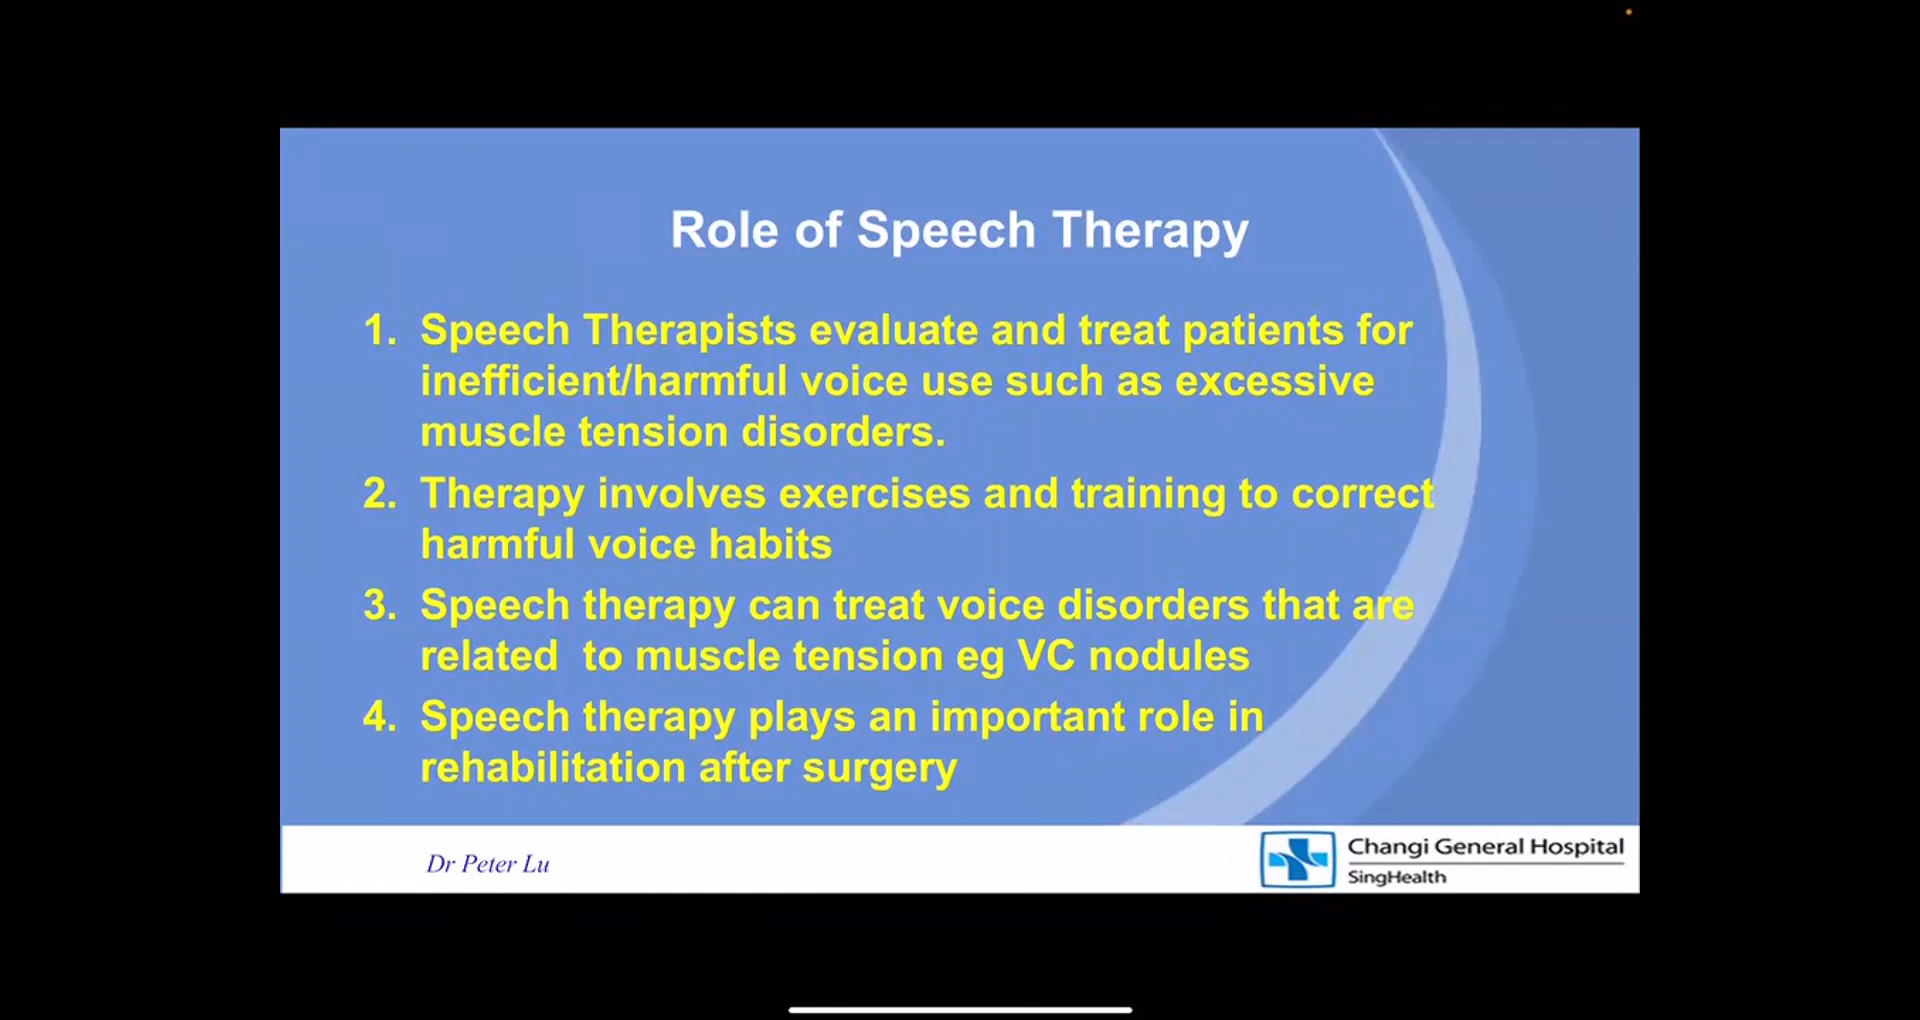 Role of Speech Therapy
1. Speech Therapists evaluate and treat patients for
inefficient/harmful voice use such as excessive
muscle tension disorders.
2. Therapy involves exercises and training to correct
harmful voice habits
3. Speech therapy can treat voice disorders that are
related  to muscle tension eg VC nodules
4. Speech therapy plays an important role in
rehabilitation after surgery
Dr Peter Lu
Changi General Hospital
SingHealth